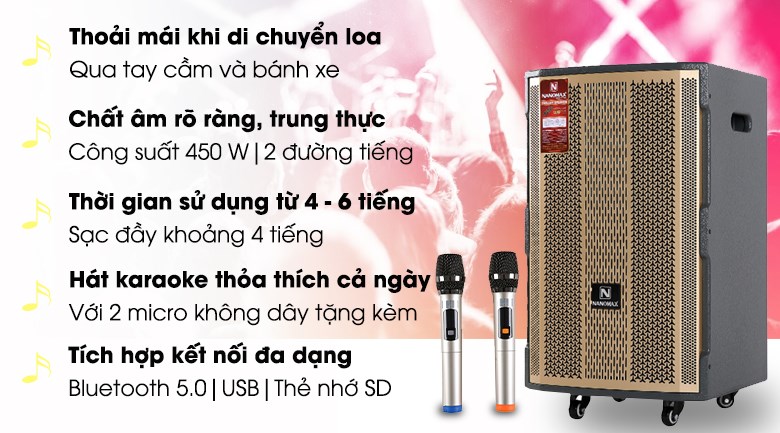 Thoải mái khi di chuyển loa
Qua tay cầm và bánh xe
Chất âm rõ ràng, trung thực
Công suất 450 W|2 đường tiếng
Thời gian sử dụng từ 4 - 6 tiếng
Sạc đầy khoảng 4 tiếng
Hát karaoke thỏa thích cả ngày
Với 2 micro không dây tặng kèm
Tích hợp kết nối đa dạng
Bluetooth 5.0|USB|Thẻ nhớ SD
N
NANOMAX
N
NANOMAX